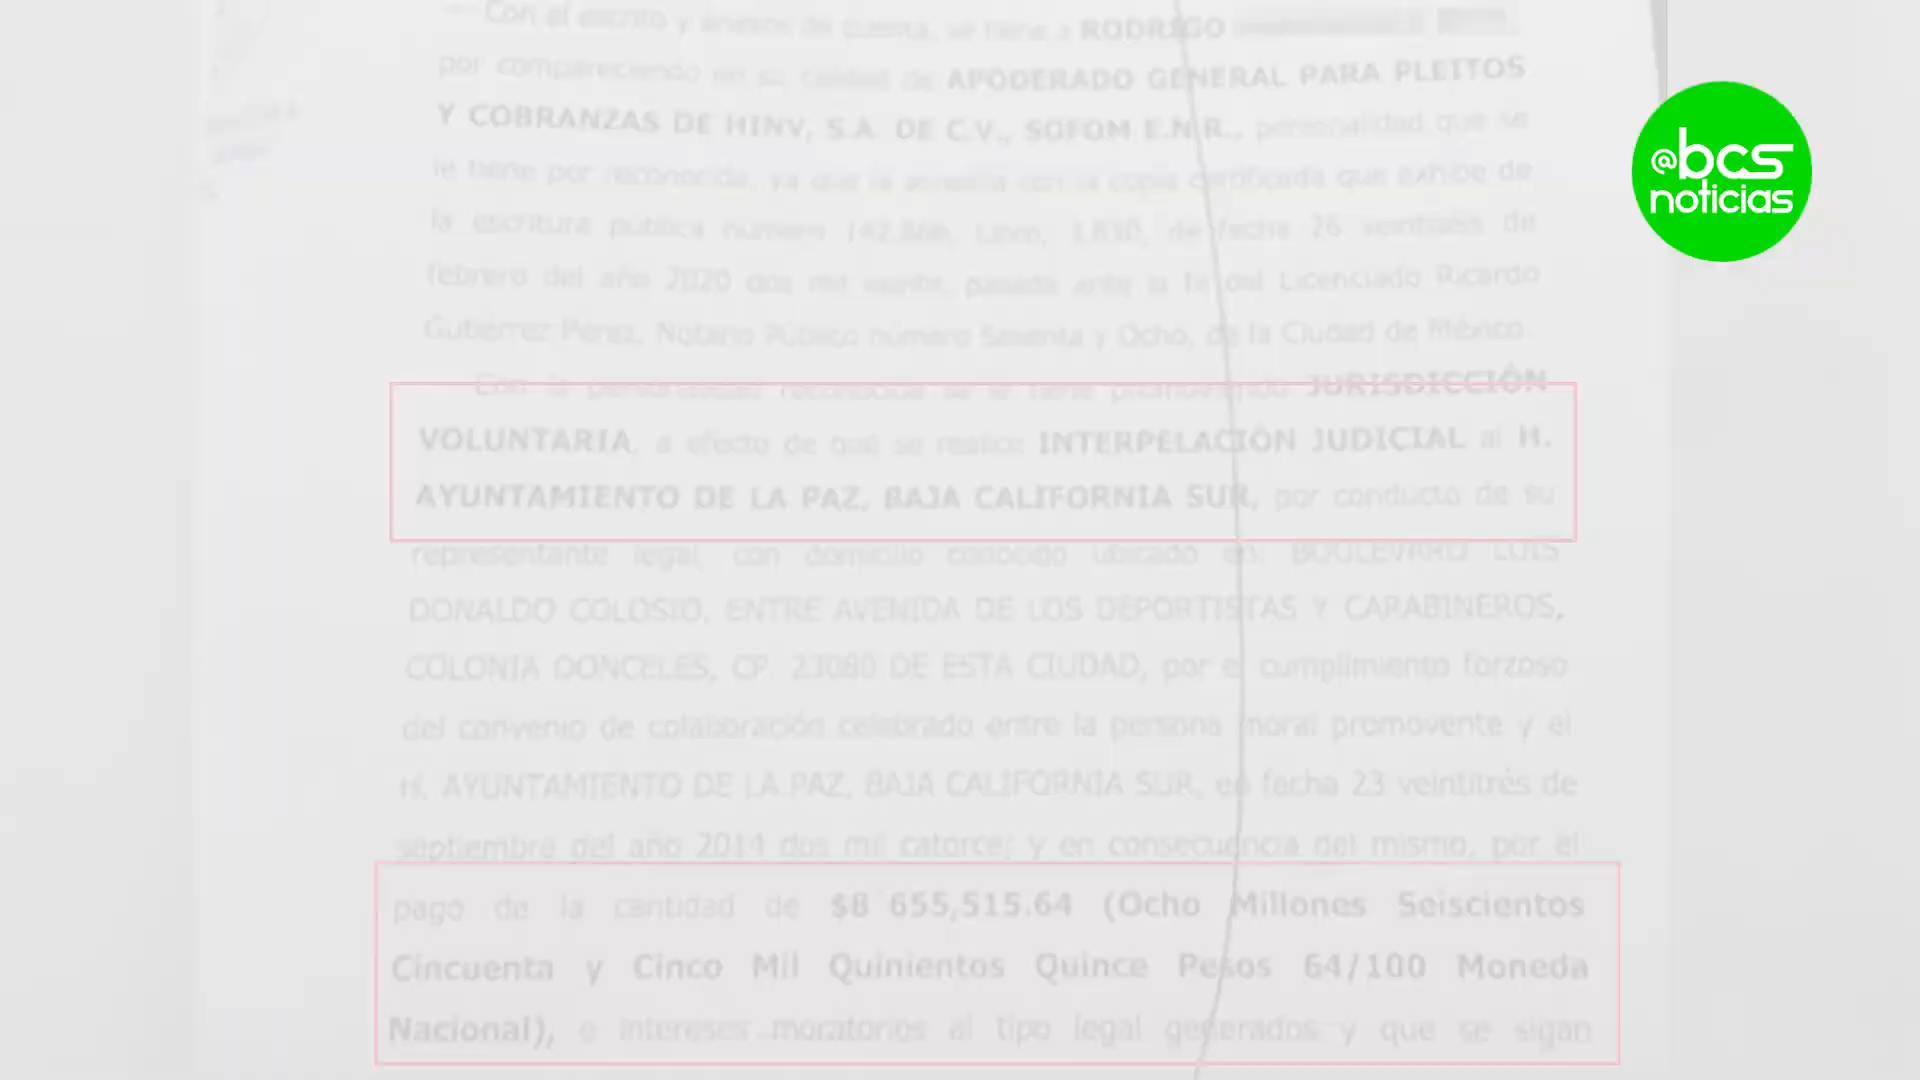 Con el escrito y anexos de cuenta, se tiene a RODRIGO
por compareciendo en su calidad de APODERADO GENERAL PARA PLEITOS
Y COBRANZAS DE HINV, S.A. DE C.V., SOFOM E.N.R., personalidad que se
le tiene por reconocida, ya que la acredita con la copia certificada que exhibe de
la escritura pública número Libro, 1,830, de fecha 26 veintiséis de
febrero del año 2020 dos mil veinte, pasada ante la fe del Licenciado Ricardo
Gutiérrez Pérez, Notario Público número Sesenta y Ocho, de la Ciudad de México.
Con la personalidad reconocida se le tiene promoviendo JURISDICCIÓN
VOLUNTARIA, a efecto de que se realice INTERPELACIÓN JUDICIAL al H.
AYUNTAMIENTO DE LA PAZ, BAJA CALIFORNIA SUR, por conducto de su
representante legal, con domicilio conocido ubicado en: BOULEVARD LUIS
DONALDO COLOSIO, ENTRE AVENIDA DE LOS DEPORTISTAS Y CARABINEROS,
COLONIA DONCELES, CP. 23080 DE ESTA CIUDAD, por el cumplimiento forzoso
del convenio de colaboración celebrado entre la persona moral promovente y el
H. AYUNTAMIENTO DE LA PAZ, BAJA CALIFORNIA SUR, en fecha 23 veintitrés de
septiembre del año 2014 dos mil catorce; y en consecuencia del mismo, por el
pago de la cantidad de $8 655,515.64 (Ocho Millones Seiscientos
Cincuenta y Cinco Mil Quinientos Quince Pesos 64/100 Moneda
Nacional), e intereses moratorios al tipo legal generados y que se sigan
@bcs
noticias